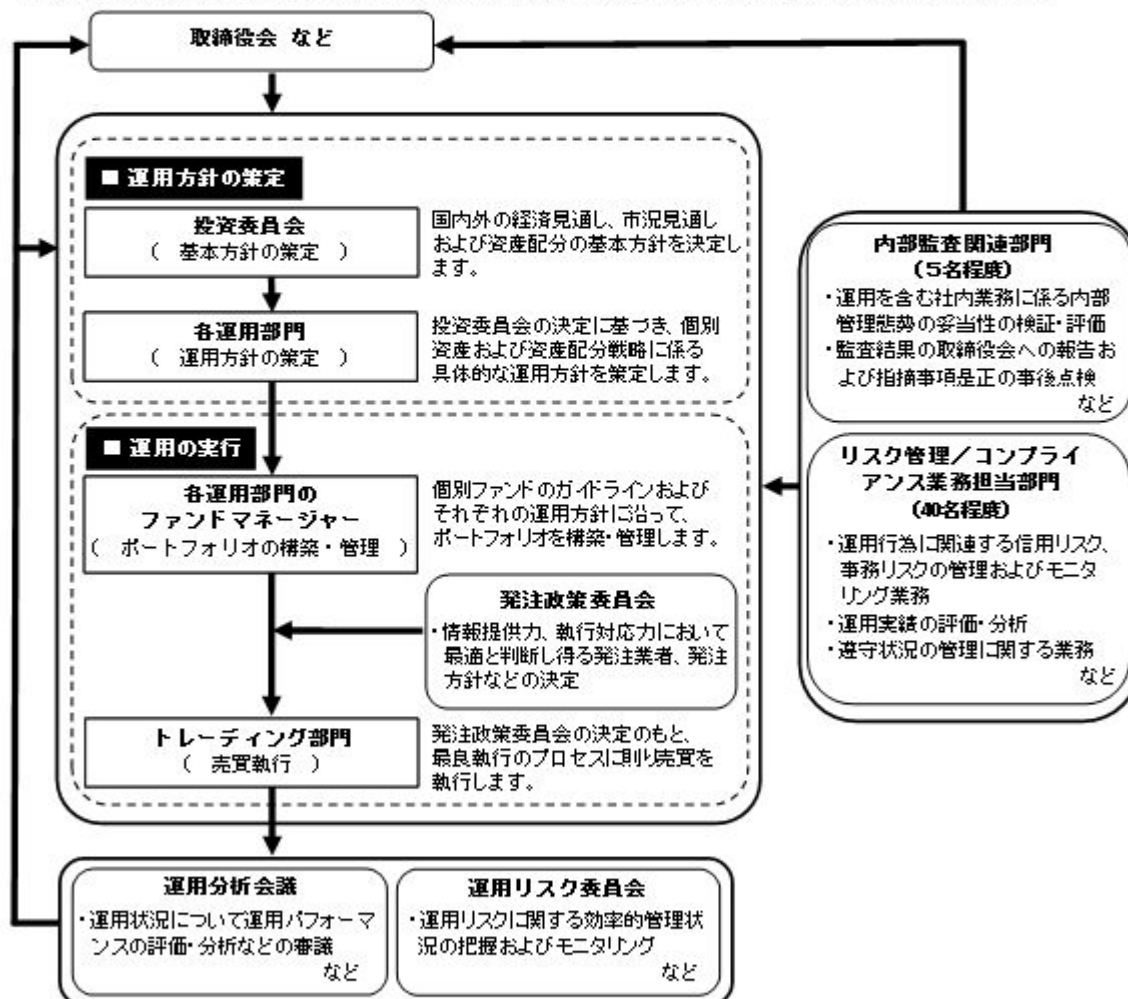 取締役会 など
■ 運用方針の策定
投資委員会
( 基本方針の策定 )
国内外の経済見通し、市況見通し
および資産配分の基本方針を決定し
ます。
各運用部門
( 運用方針の策定 )
投資委員会の決定に基づき、個別
資産および資産配分戦略に係る
具体的な運用方針を策定します。
■ 運用の実行
各運用部門の
ファンドマネージャー
( ポートフォリオの構築・管理 )
個別ファンドのガイドラインおよび
それぞれの運用方針に沿って、
ポートフォリオを構築・管理します。
発注政策委員会
・情報提供力、執行対応力において
最適と判断し得る発注業者、発注
方針などの決定
トレーディング部門
( 売買執行 )
発注政策委員会の決定のもと、
最良執行のプロセスに則り売買を
執行します。
運用分析会議
・運用状況について運用パフォーマ
ンスの評価・分析などの審議
など
運用リスク委員会
・運用リスクに関する効率的管理状
況の把握およびモニタリング
など
内部監査関連部門
(5名程度)
・運用を含む社内業務に係る内部
管理態勢の妥当性の検証・評価
・監査結果の取締役会への報告お
よび指摘事項是正の事後点検
など
リスク管理/コンプライ
アンス業務担当部門
(40名程度)
・運用行為に関連する信用リスク、
事務リスクの管理およびモニタ
リング業務
・運用実績の評価・分析
・遵守状況の管理に関する業務
など